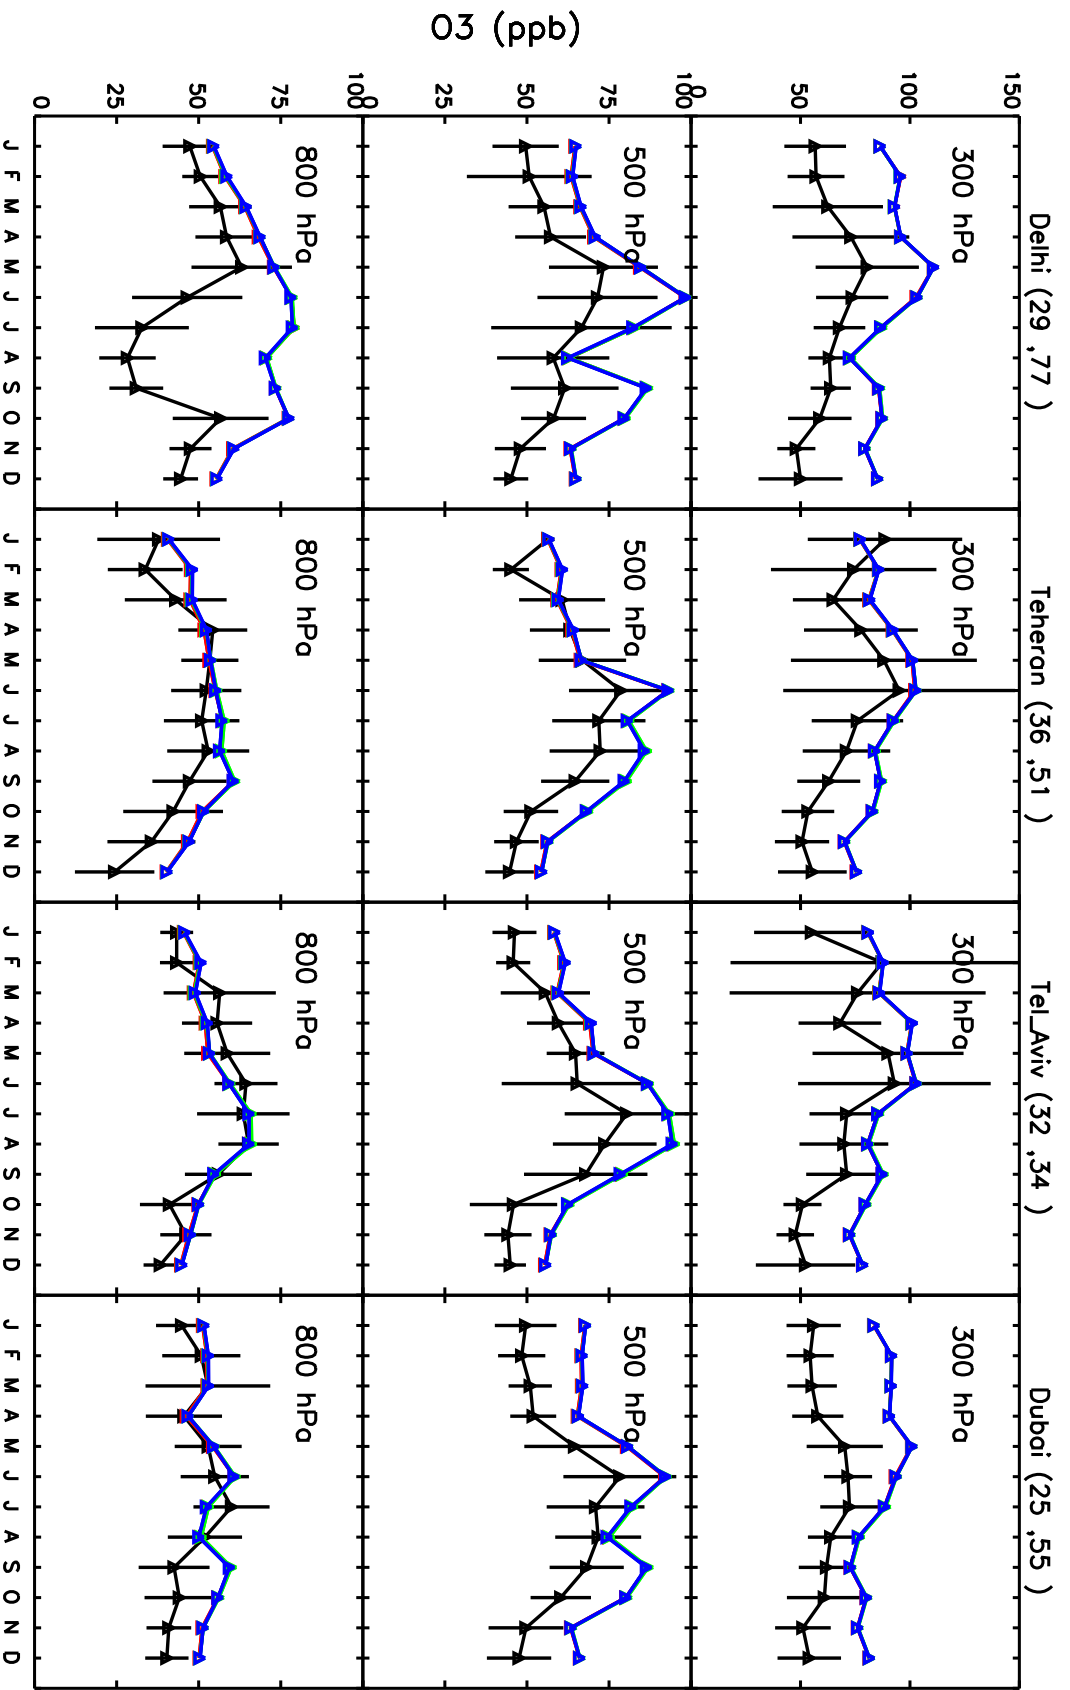 Delhi (29 ,77 )
Teheran (36 ,51 )
Tel_Aviv (32 ,34 )
Dubai (25 ,55 )
O3 (ppb)
150
100
50
0
300 hPa
300 hPa
300 hPa
300 hPa
100
75
50
25
0
500 hPa
500 hPa
500 hPa
500 hPa
100
75
50
25
0
800 hPa
800 hPa
800 hPa
800 hPa
J F M A M J J A S O N D
J F M A M J J A S O N D
J F M A M J J A S O N D
J F M A M J J A S O N D